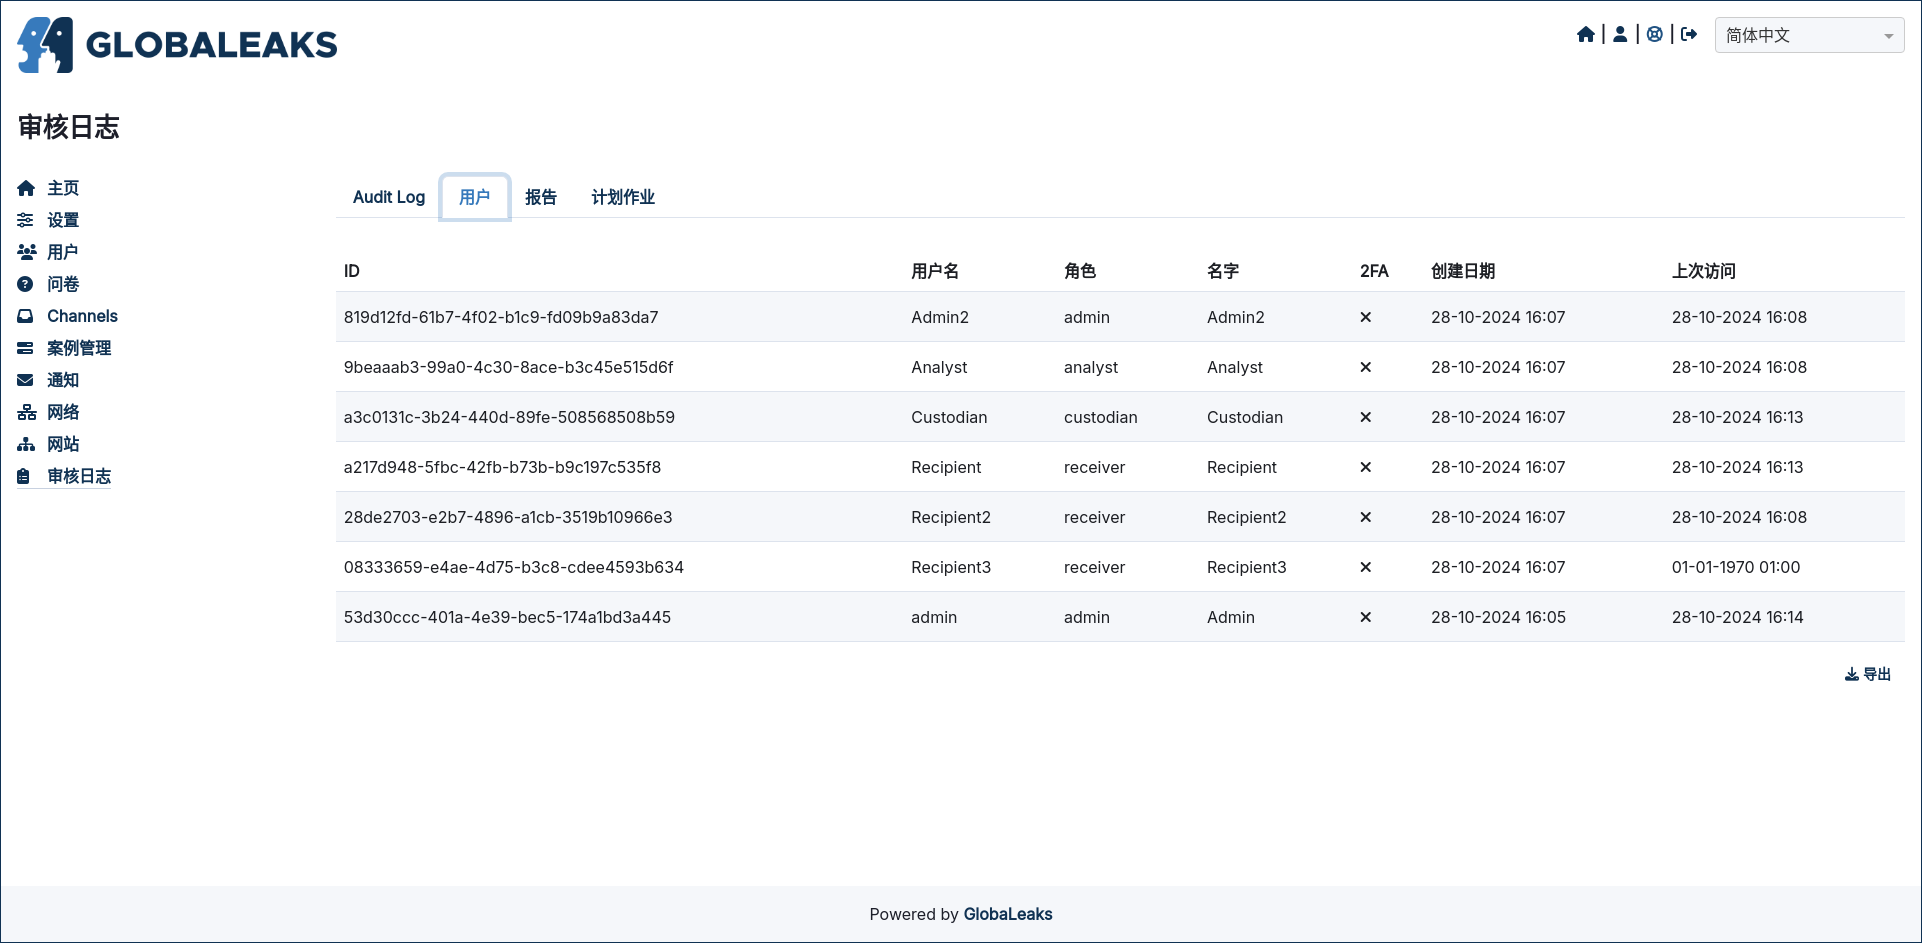 GLOBALEAKS
简体中文
审核日志
主页
设置
用户
问卷
Channels
案例管理
通知
网络
网站
审核日志
Audit Log 用户 报告 计划作业
ID 用户名 角色 名字 2FA 创建日期 上次访问
819d12fd-61b7-4f02-b1c9-fd09b9a83da7 Admin2 admin Admin2 28-10-2024 16:07 28-10-2024 16:08
9beaaab3-99a0-4c30-8ace-b3c45e515d6f Analyst analyst Analyst 28-10-2024 16:07 28-10-2024 16:08
a3c0131c-3b24-440d-89fe-508568508b59 Custodian custodian Custodian 28-10-2024 16:07 28-10-2024 16:13
a217d948-5fbc-42fb-b73b-b9c197c535f8 Recipient receiver Recipient 28-10-2024 16:07 28-10-2024 16:13
28de2703-e2b7-4896-a1cb-3519b10966e3 Recipient2 receiver Recipient2 28-10-2024 16:07 28-10-2024 16:08
08333659-e4ae-4d75-b3c8-cdee4593b634 Recipient3 receiver Recipient3 28-10-2024 16:07 01-01-1970 01:00
53d30ccc-401a-4e39-bec5-174a1bd3a445 admin admin Admin 28-10-2024 16:05 28-10-2024 16:14
导出
Powered by GlobaLeaks